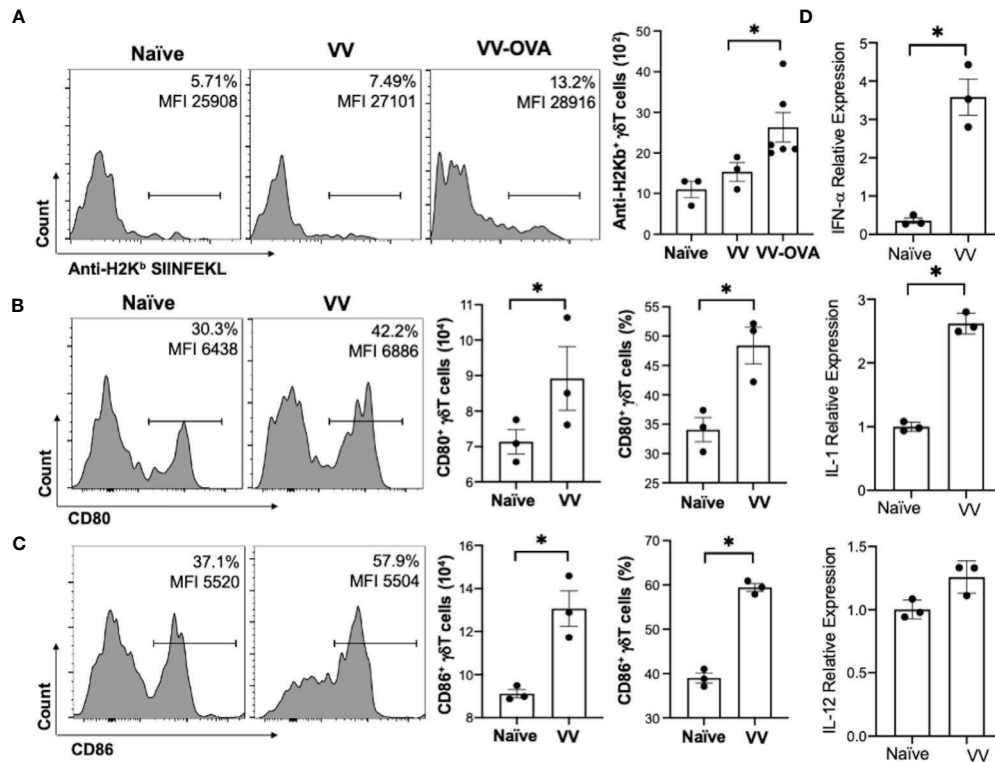 A
Naïve
VV
VV-OVA
5.71%
MFI 25908
7.49%
MFI 27101
13.2%
MFI 28916
Count
Anti-H2Kᵇ SIINFEKL
Anti-H2Kb⁺ γδT cells (10²)
50
40
30
20
10
0
*
Naïve
VV
VV-OVA
D
IFN-α Relative Expression
5
4
3
2
1
0
*
Naïve
VV
B
Naïve
VV
30.3%
MFI 6438
42.2%
MFI 6886
Count
CD80
CD80⁺ γδT cells (10⁴)
11
10
9
8
7
6
5
*
Naïve
VV
CD80⁺ γδT cells (%)
55
50
45
40
35
30
25
*
Naïve
VV
IL-1 Relative Expression
3
2
1
0
*
Naïve
VV
C
37.1%
MFI 5520
57.9%
MFI 5504
Count
CD86
CD86⁺ γδT cells (10⁴)
16
14
12
10
8
*
Naïve
VV
CD86⁺ γδT cells (%)
70
60
50
40
30
*
Naïve
VV
IL-12 Relative Expression
1.5
1.0
0.5
0.0
Naïve
VV